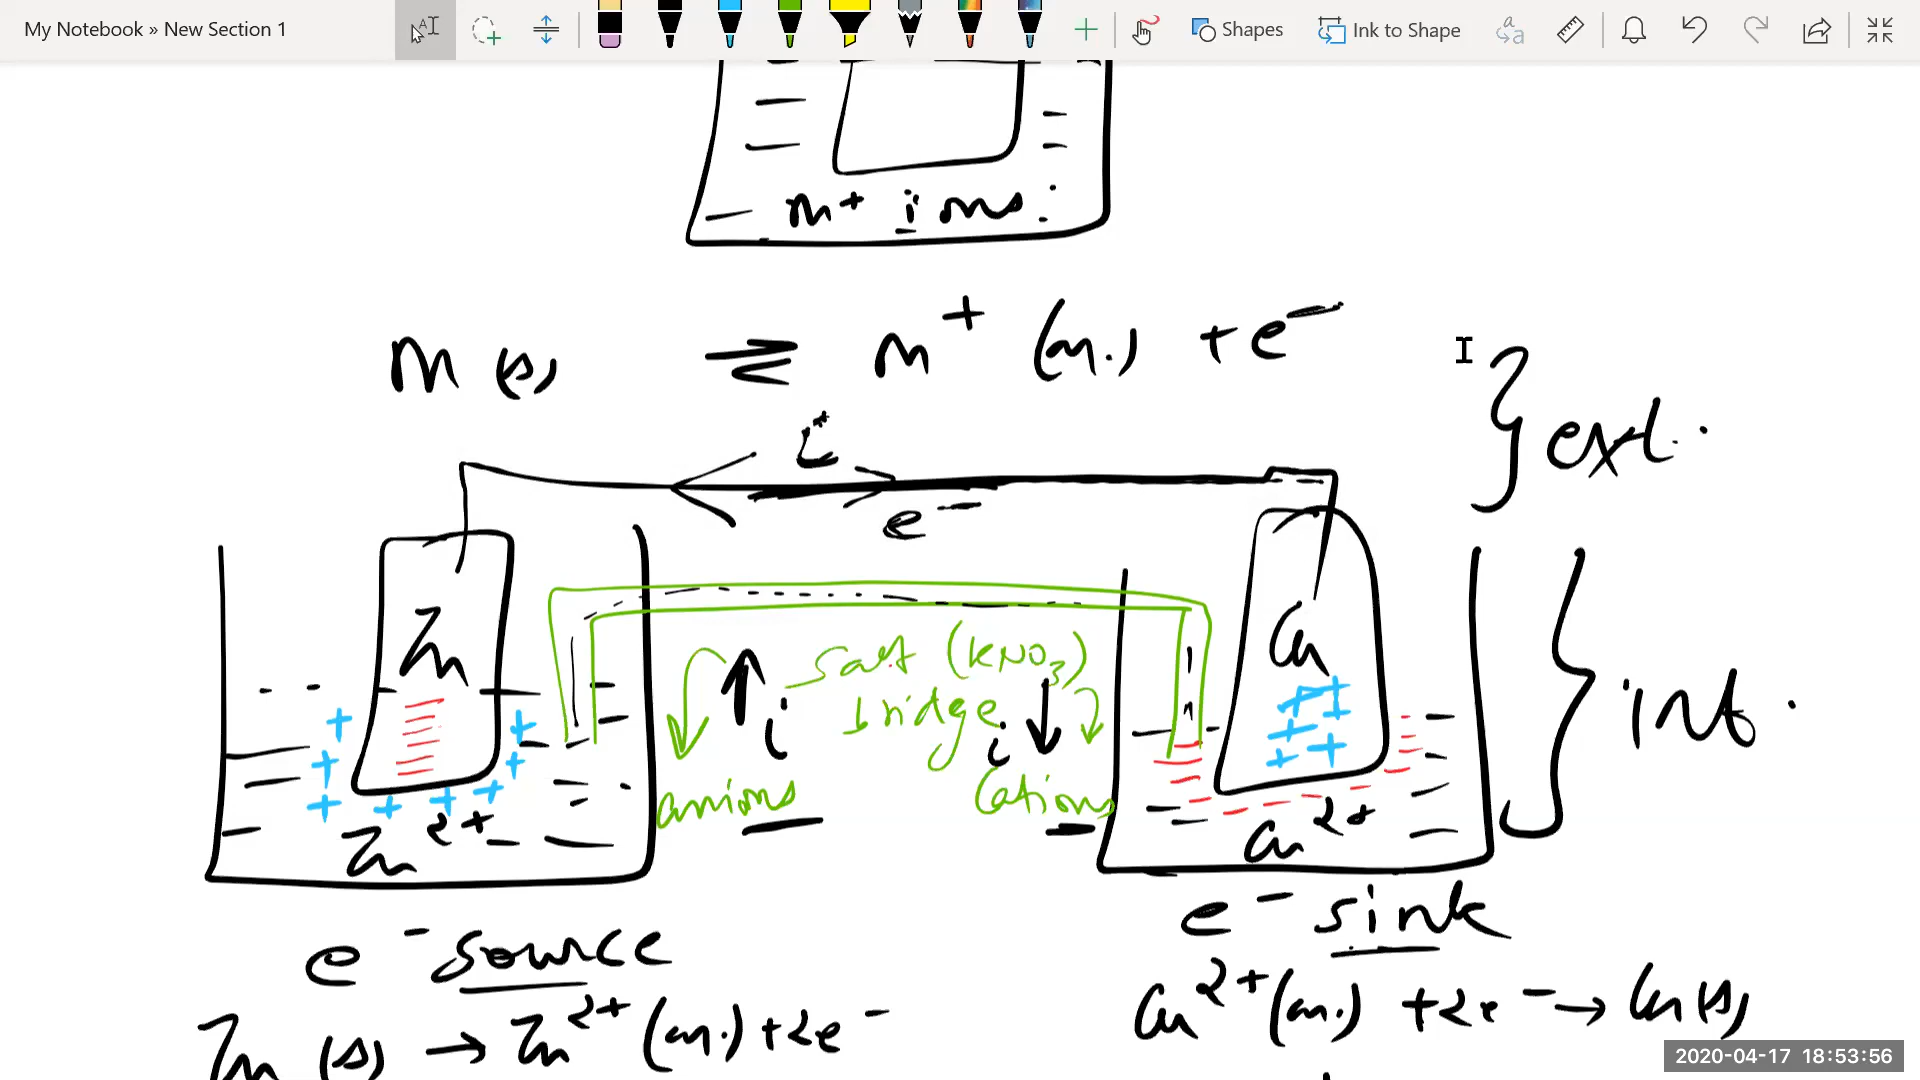 My Notebook » New Section 1
Shapes
Ink to Shape
m+ ions.
M (s) ⇌ M+ (aq.) + e−
} ext.
i
e−
Zn
Cu
Salt (KNO3)
bridge
i
i
anions
Cations
} int.
Zn2+
Cu2+
e− source
e− sink
Zn (s) → Zn2+ (aq.) + 2e−
Cu2+ (aq.) + 2e− → Cu(s)
2020-04-17 18:53:56